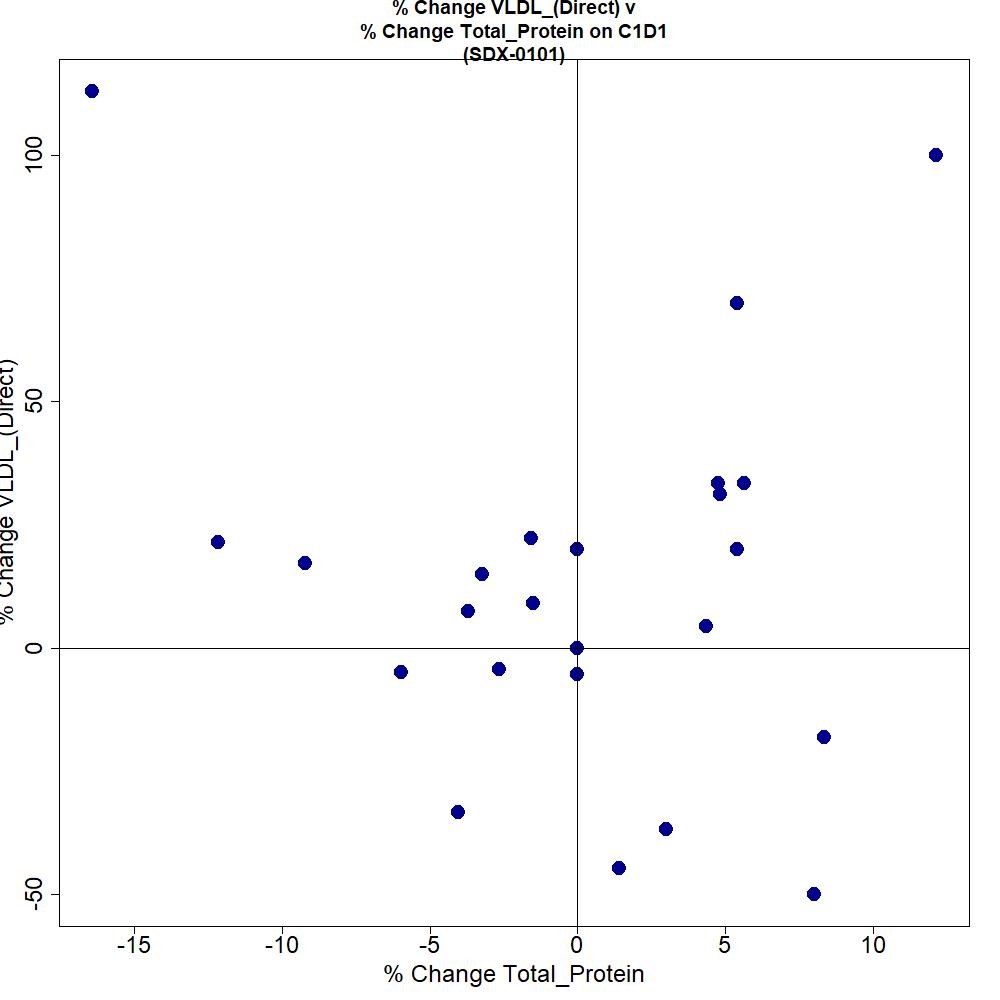 % Change VLDL_(Direct) v
% Change Total_Protein on C1D1
(SDX-0101)
% Change VLDL_(Direct)
100
50
0
-50
-15
-10
-5
0
5
10
% Change Total_Protein